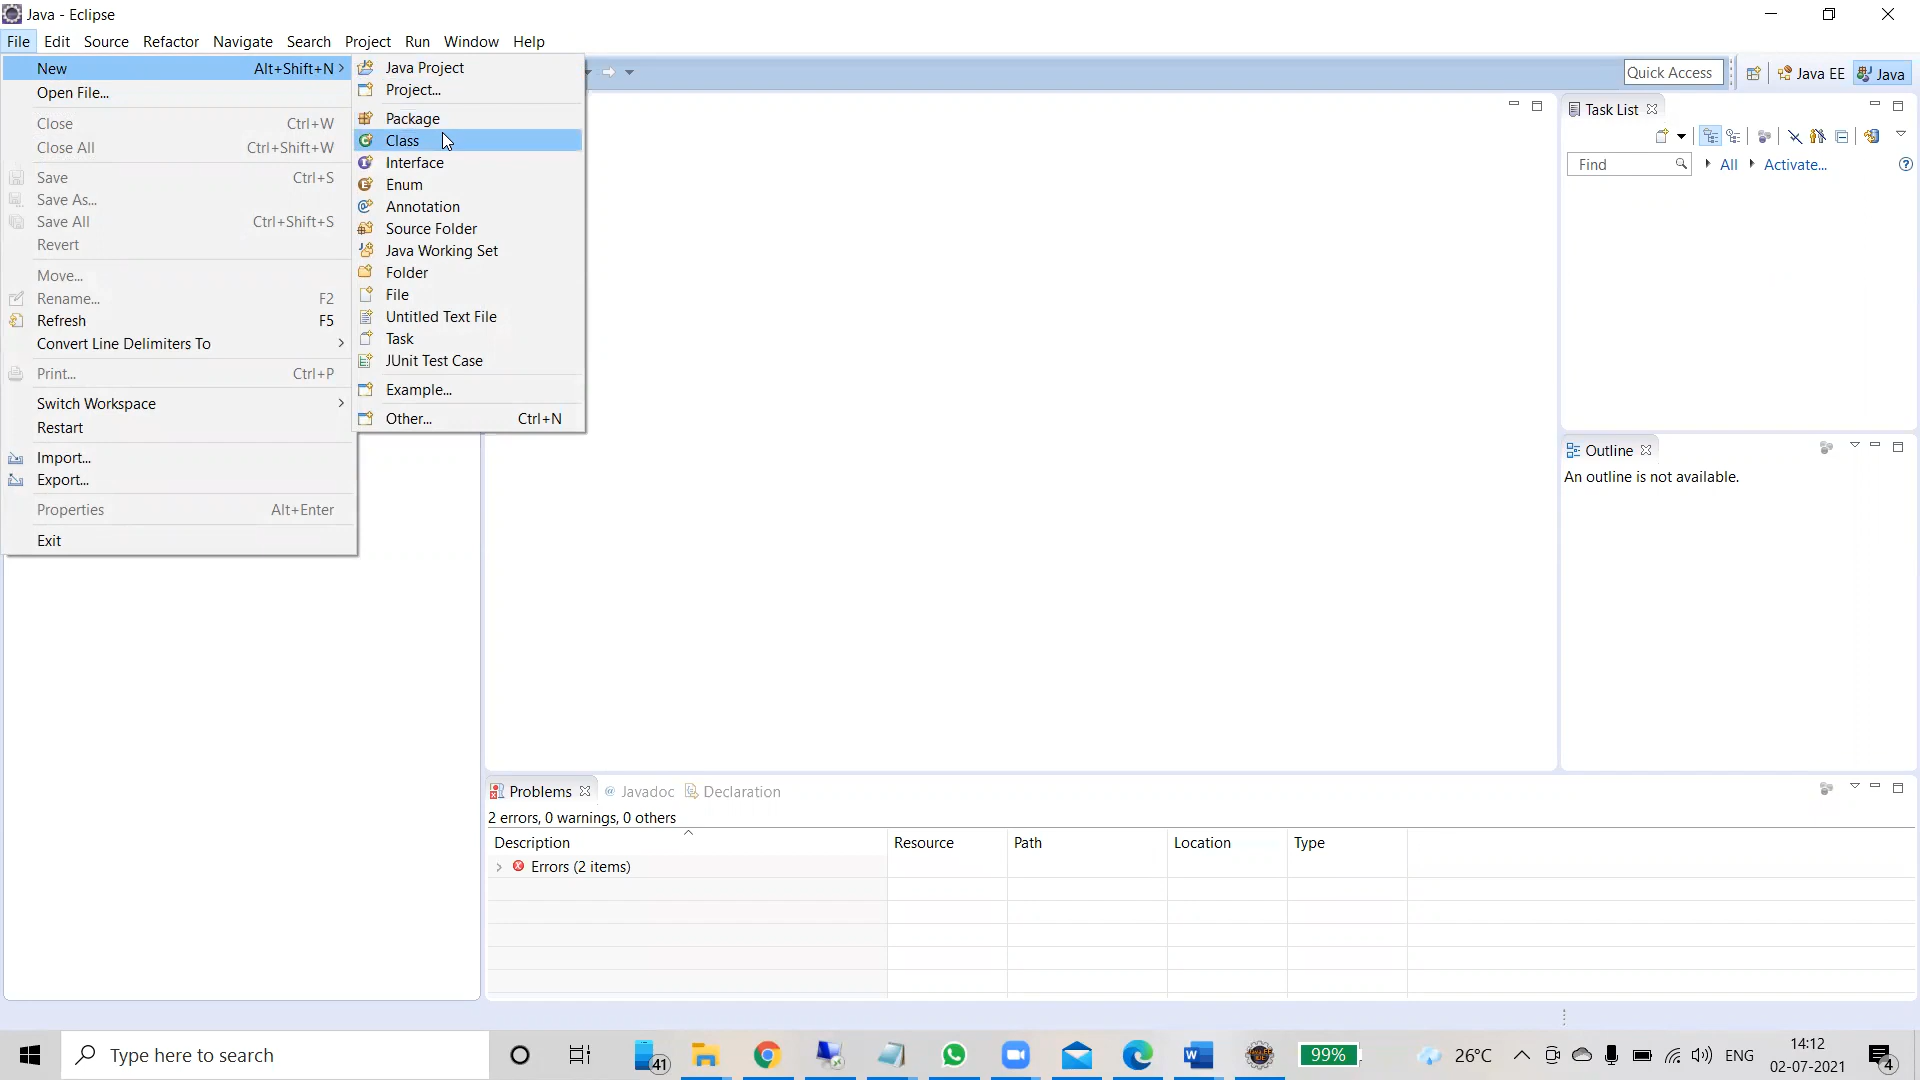 Java - Eclipse
File Edit Source Refactor Navigate Search Project Run Window Help
New Alt+Shift+N
Open File...
Close Ctrl+W
Close All Ctrl+Shift+W
Save Ctrl+S
Save As...
Save All Ctrl+Shift+S
Revert
Move...
Rename... F2
Refresh F5
Convert Line Delimiters To
Print... Ctrl+P
Switch Workspace
Restart
Import...
Export...
Properties Alt+Enter
Exit
Java Project
Project...
Package
Class
Interface
Enum
Annotation
Source Folder
Java Working Set
Folder
File
Untitled Text File
Task
JUnit Test Case
Example...
Other... Ctrl+N
Quick Access Java EE Java
Task List
Find All Activate...
Outline
An outline is not available.
Problems Javadoc Declaration
2 errors, 0 warnings, 0 others
Description Resource Path Location Type
Errors (2 items)
Type here to search 41 99% 26°C ENG 14:12
02-07-2021 4